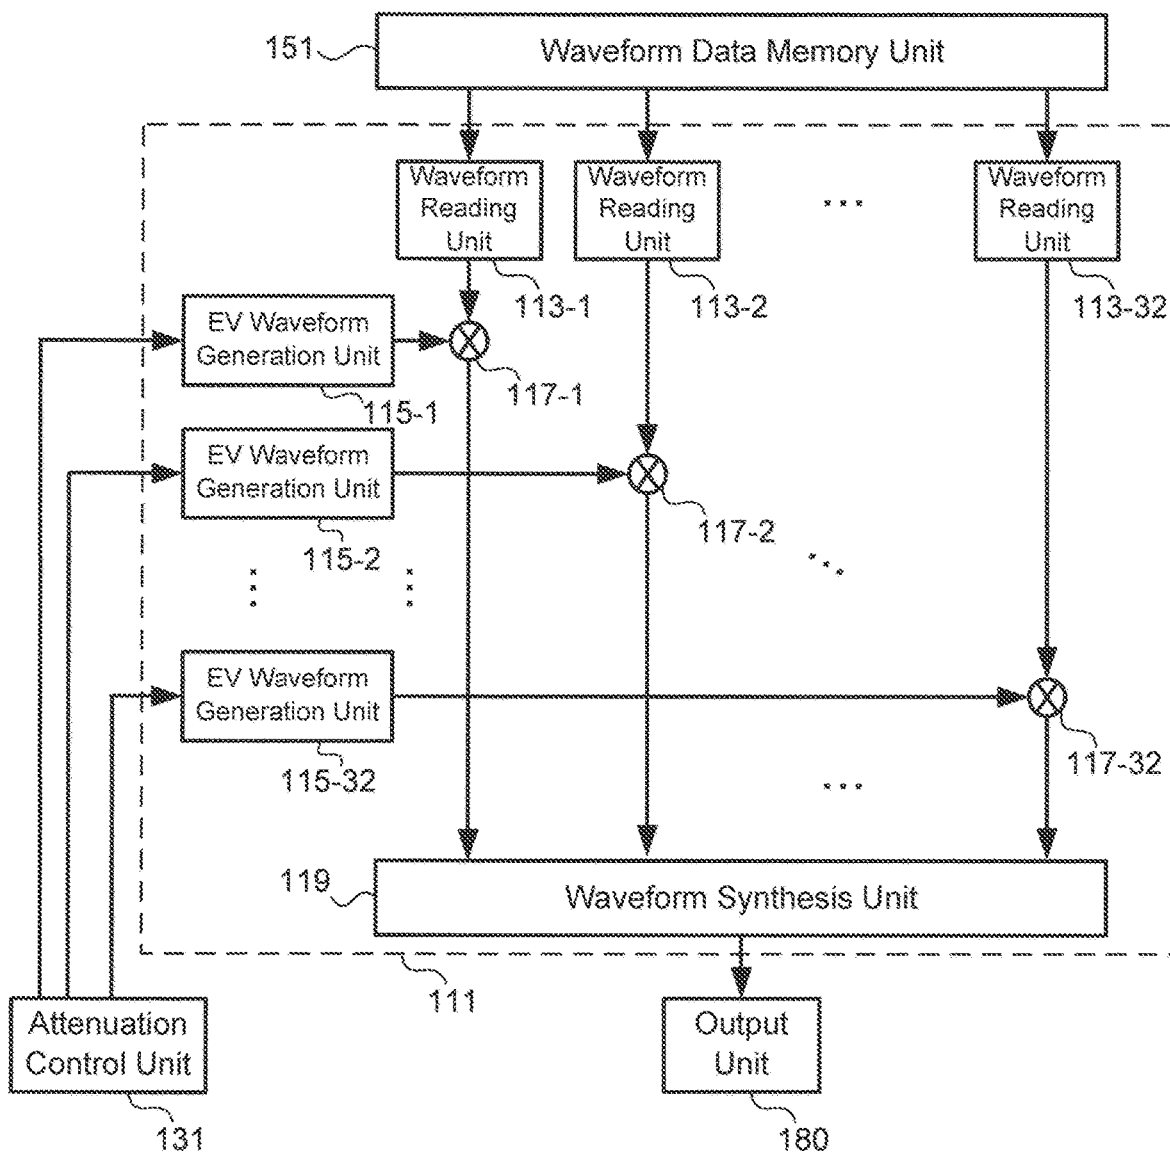 151
Waveform Data Memory Unit
Waveform
Reading
Unit
Waveform
Reading
Unit
Waveform
Reading
Unit
113-1
113-2
113-32
EV Waveform
Generation Unit
115-1
117-1
EV Waveform
Generation Unit
115-2
117-2
EV Waveform
Generation Unit
115-32
117-32
119
Waveform Synthesis Unit
111
Attenuation
Control Unit
131
Output
Unit
180